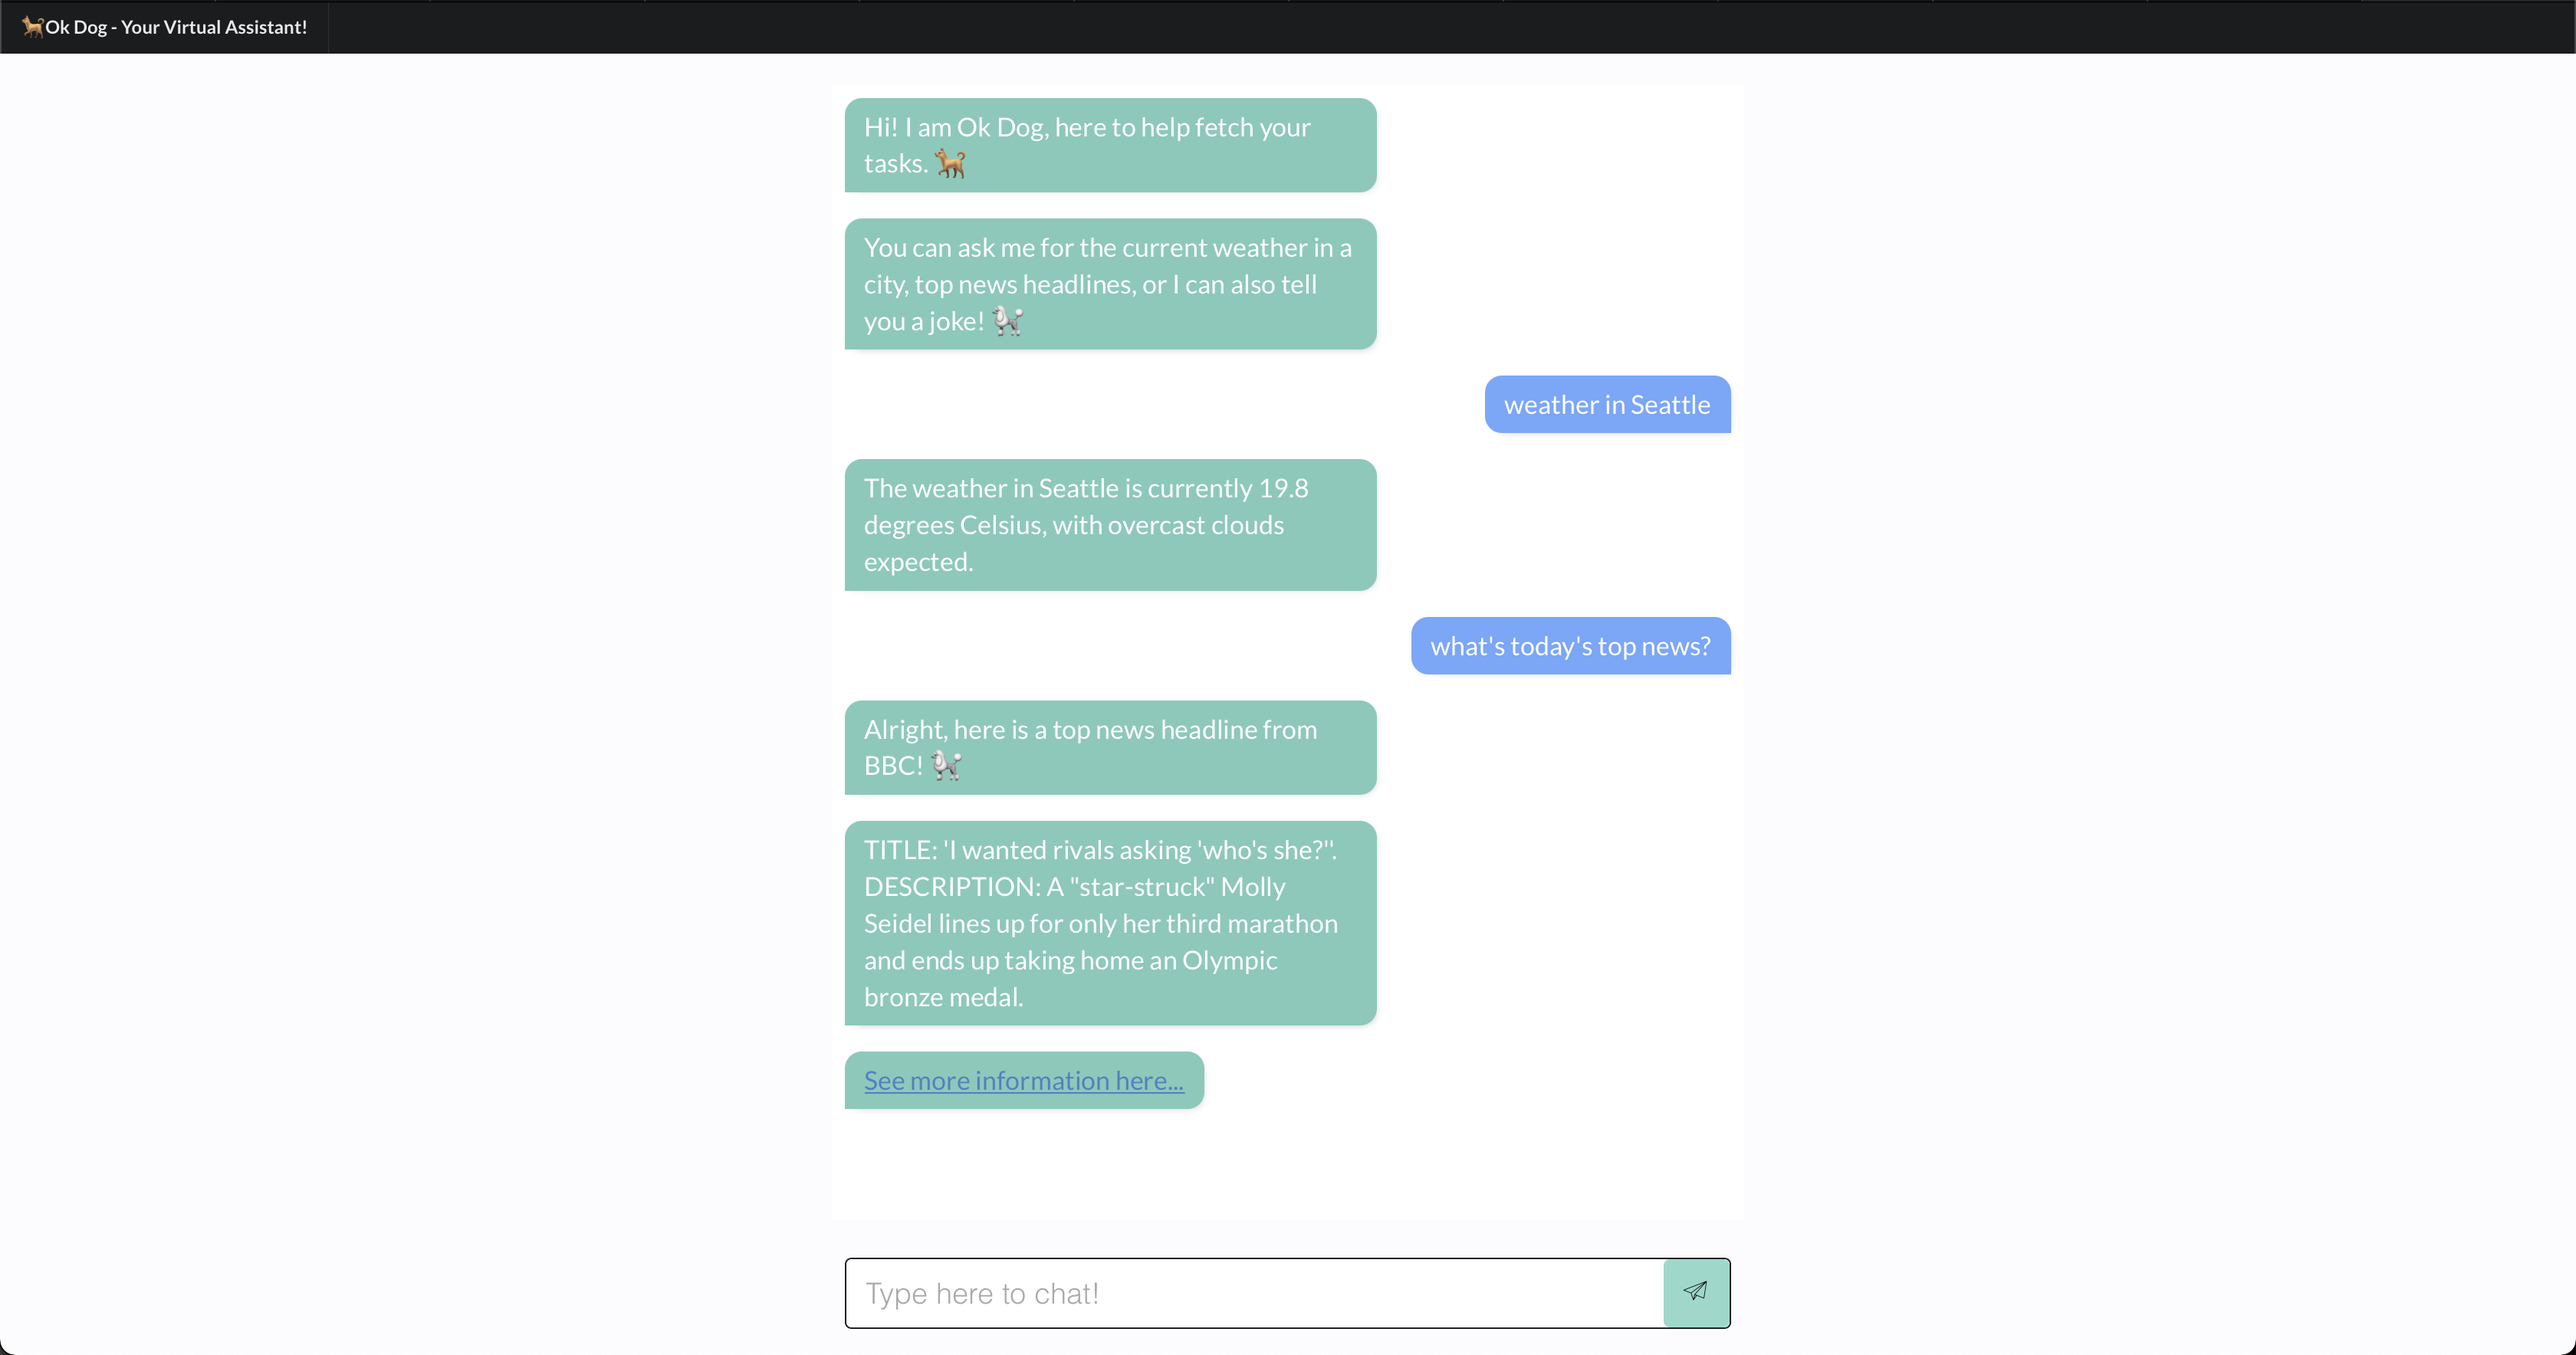 🐕Ok Dog - Your Virtual Assistant!
Hi! I am Ok Dog, here to help fetch your
tasks. 🐕
You can ask me for the current weather in a
city, top news headlines, or I can also tell
you a joke! 🐩
weather in Seattle
The weather in Seattle is currently 19.8
degrees Celsius, with overcast clouds
expected.
what's today's top news?
Alright, here is a top news headline from
BBC! 🐩
TITLE: 'I wanted rivals asking 'who's she?''.
DESCRIPTION: A "star-struck" Molly
Seidel lines up for only her third marathon
and ends up taking home an Olympic
bronze medal.
See more information here...
Type here to chat!